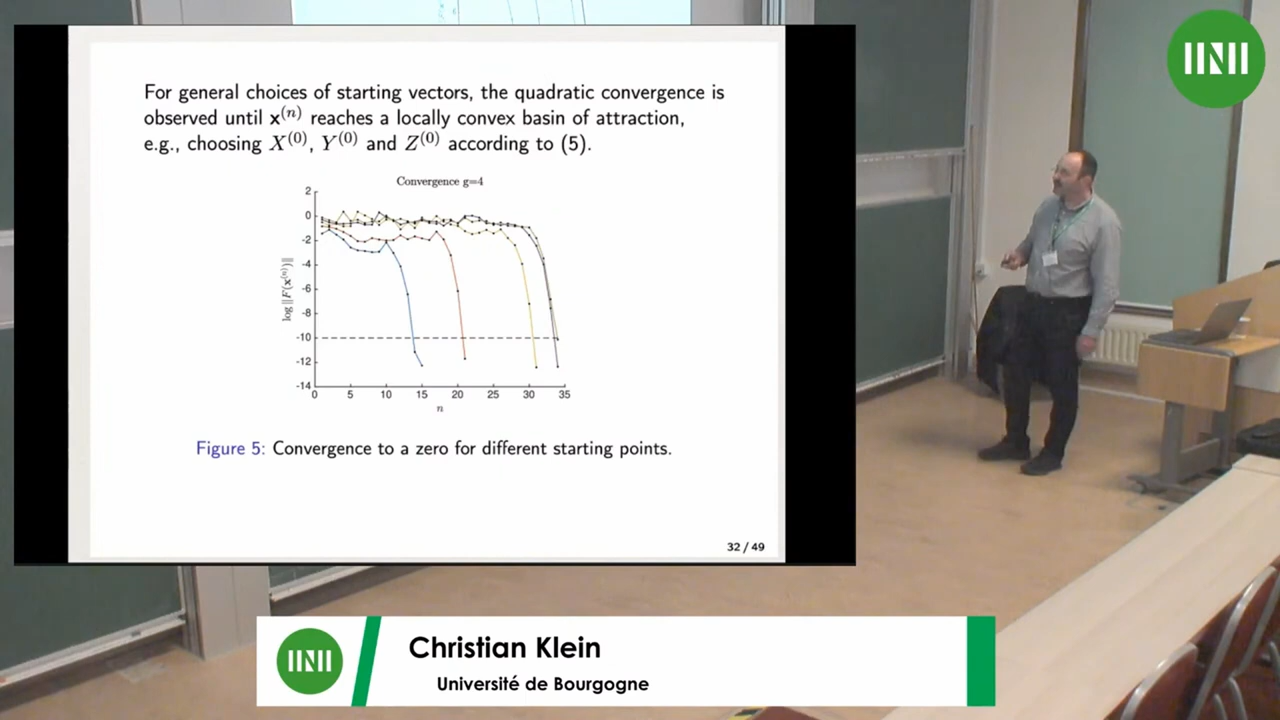 For general choices of starting vectors, the quadratic convergence is
observed until x^(n) reaches a locally convex basin of attraction,
e.g., choosing X^(0), Y^(0) and Z^(0) according to (5).
Convergence g=4
log ||F(x^(n))||
2
0
-2
-4
-6
-8
-10
-12
-14
0 5 10 15 20 25 30 35
n
Figure 5: Convergence to a zero for different starting points.
32 / 49
Christian Klein
Université de Bourgogne